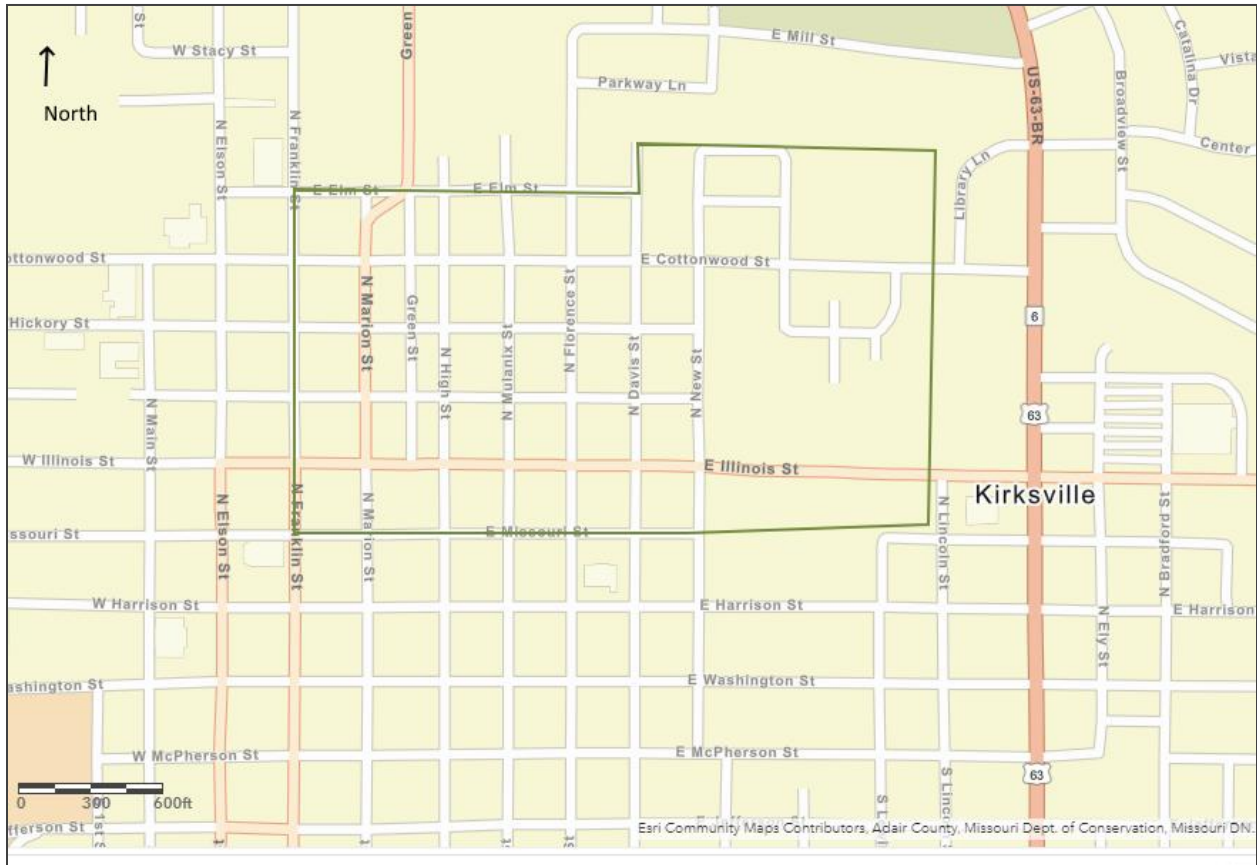 St
W Stacy St
Green
E Mill St
Parkway Ln
US-63-BR
Broadview St
Catalina Dr
Vista
Center
North
N Elson St
N Franklin St
E Elm St
E Elm St
Library Ln
ottonwood St
E Cottonwood St
Hickory St
N Marion St
Green St
N High St
N Mulanix St
N Florence St
N Davis St
N New St
6
63
N Main St
W Illinois St
E Illinois St
Kirksville
N Elson St
N Franklin St
N Marion St
N Lincoln St
N Bradford St
ssouri St
E Missouri St
W Harrison St
E Harrison St
E Harrison
N Ely St
ashington St
E Washington St
W McPherson St
E McPherson St
63
0 300 600ft
S 1st S
S Lincol
fferson St
Esri Community Maps Contributors, Adair County, Missouri Dept. of Conservation, Missouri DN.